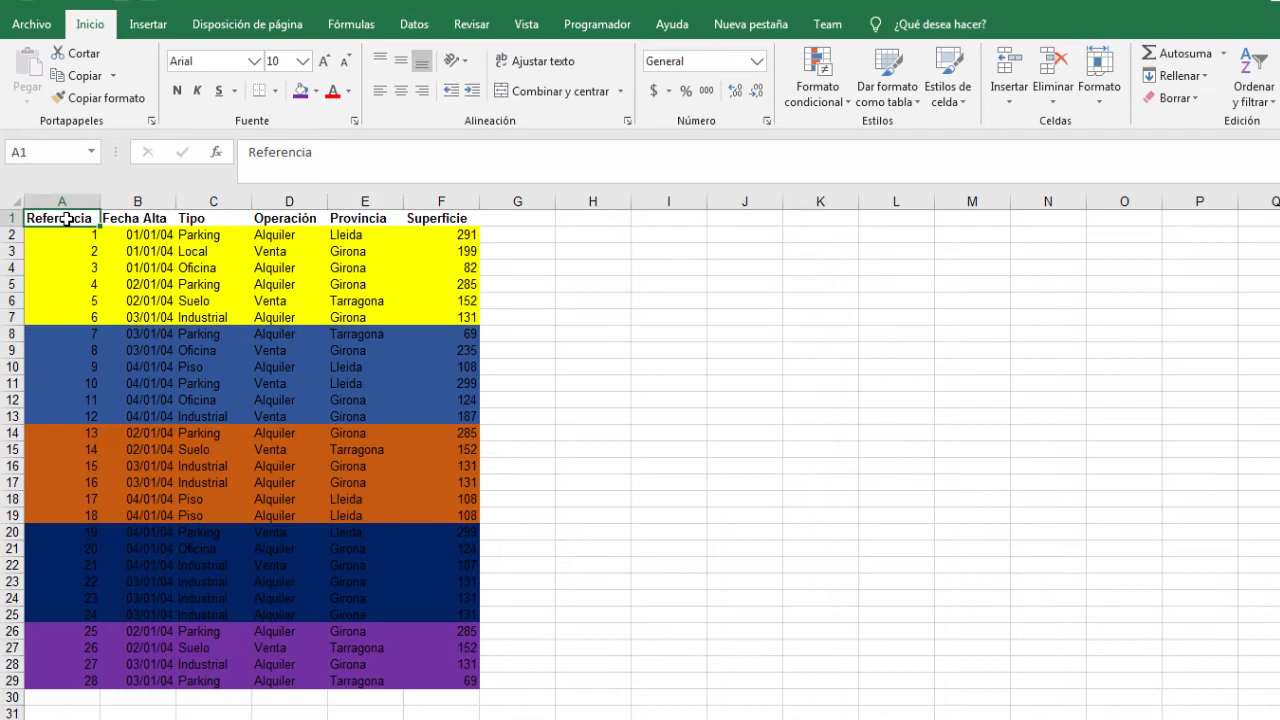 Archivo Inicio Insertar Disposición de página Fórmulas Datos Revisar Vista Programador Ayuda Nueva pestaña Team ¿Qué desea hacer?
Pegar
Cortar
Copiar
Copiar formato
Portapapeles
Arial 10
N K S
Fuente
Ajustar texto
Combinar y centrar
Alineación
General
$ % 000
Número
Formato condicional
Dar formato como tabla
Estilos de celda
Estilos
Insertar Eliminar Formato
Celdas
Autosuma
Rellenar
Borrar
Ordenar y filtrar
Edición
A1 fx Referencia
A B C D E F G H I J K L M N O P Q
1 Referencia Fecha Alta Tipo Operación Provincia Superficie
2 1 01/01/04 Parking Alquiler Lleida 291
3 2 01/01/04 Local Venta Girona 199
4 3 01/01/04 Oficina Alquiler Girona 82
5 4 02/01/04 Parking Alquiler Girona 285
6 5 02/01/04 Suelo Venta Tarragona 152
7 6 03/01/04 Industrial Alquiler Girona 131
8 7 03/01/04 Parking Alquiler Tarragona 69
9 8 03/01/04 Oficina Venta Girona 235
10 9 04/01/04 Piso Alquiler Lleida 108
11 10 04/01/04 Parking Venta Lleida 299
12 11 04/01/04 Oficina Alquiler Girona 124
13 12 04/01/04 Industrial Venta Girona 187
14 13 02/01/04 Parking Alquiler Girona 285
15 14 02/01/04 Suelo Venta Tarragona 152
16 15 03/01/04 Industrial Alquiler Girona 131
17 16 03/01/04 Industrial Alquiler Girona 131
18 17 04/01/04 Piso Alquiler Lleida 108
19 18 04/01/04 Piso Alquiler Lleida 108
20 19 04/01/04 Parking Venta Lleida 299
21 20 04/01/04 Oficina Alquiler Girona 124
22 21 04/01/04 Industrial Venta Girona 187
23 22 03/01/04 Industrial Alquiler Girona 131
24 23 03/01/04 Industrial Alquiler Girona 131
25 24 03/01/04 Industrial Alquiler Girona 131
26 25 02/01/04 Parking Alquiler Girona 285
27 26 02/01/04 Suelo Venta Tarragona 152
28 27 03/01/04 Industrial Alquiler Girona 131
29 28 03/01/04 Parking Alquiler Tarragona 69
30
31